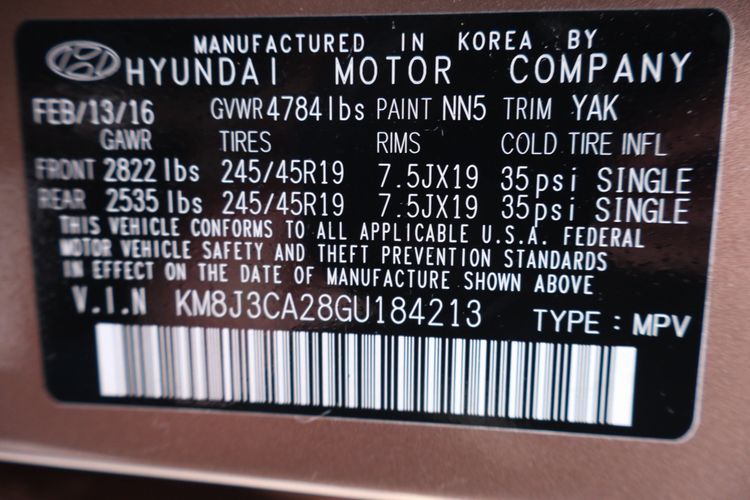 MANUFACTURED IN KOREA BY
HYUNDAI MOTOR COMPANY
FEB/13/16 GVWR 4784lbs PAINT NN5 TRIM YAK
GAWR TIRES RIMS COLD TIRE INFL
FRONT 2822 lbs 245/45R19 7.5JX19 35psi SINGLE
REAR 2535 lbs 245/45R19 7.5JX19 35psi SINGLE
THIS VEHICLE CONFORMS TO ALL APPLICABLE U.S.A. FEDERAL
MOTOR VEHICLE SAFETY AND THEFT PREVENTION STANDARDS
IN EFFECT ON THE DATE OF MANUFACTURE SHOWN ABOVE
V.I.N KM8J3CA28GU184213 TYPE : MPV